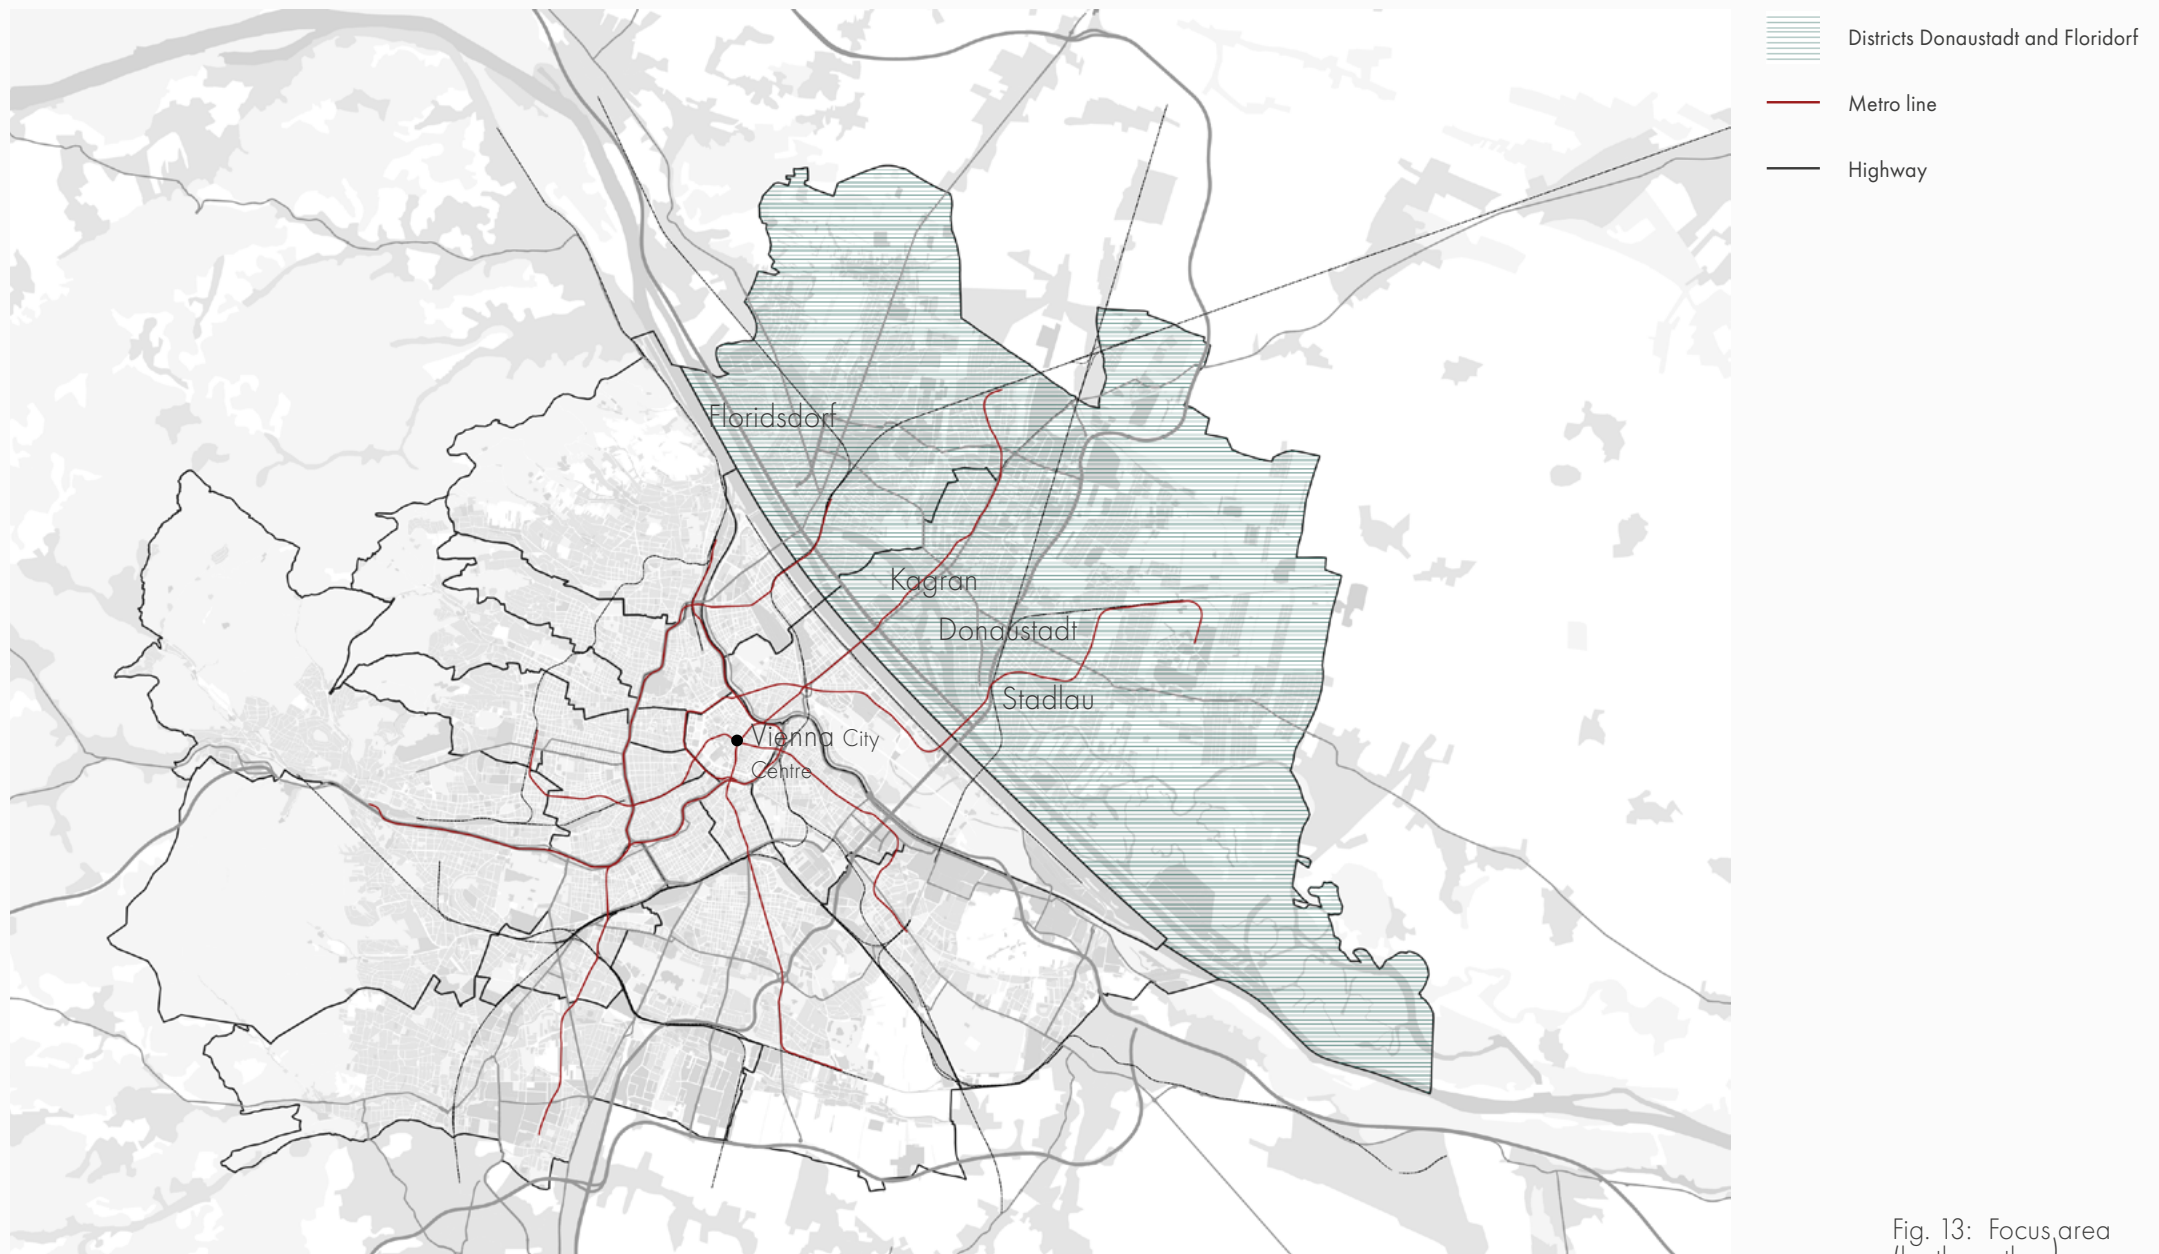 Districts Donaustadt and Floridorf
Metro line
Highway
Floridsdorf
Kagran
Donaustadt
Stadlau
Vienna City
Centre
Fig. 13: Focus area